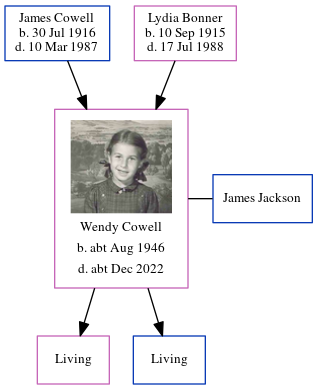 James Cowell
b. 30 Jul 1916
d. 10 Mar 1987
Lydia Bonner
b. 10 Sep 1915
d. 17 Jul 1988
Wendy Cowell
b. abt Aug 1946
d. abt Dec 2022
James Jackson
Living
Living